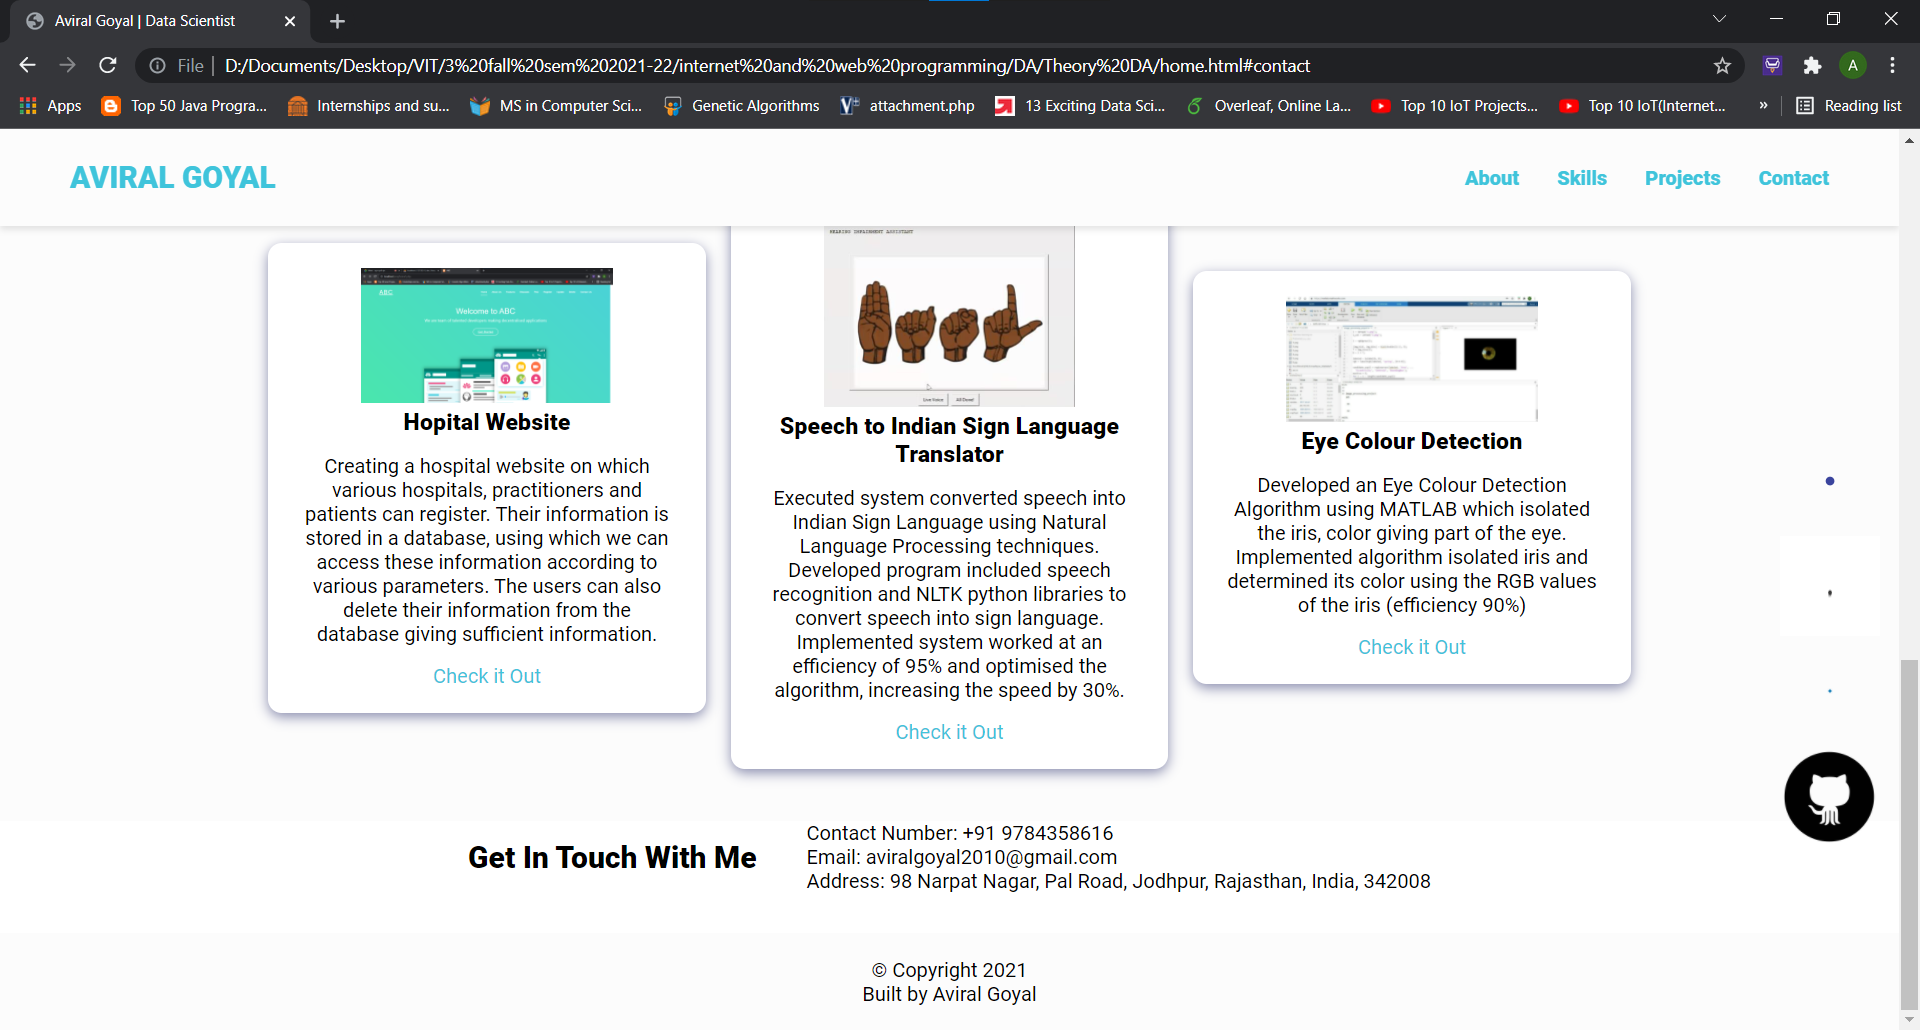 Aviral Goyal | Data Scientist
File | D:/Documents/Desktop/VIT/3%20fall%20sem%202021-22/internet%20and%20web%20programming/DA/Theory%20DA/home.html#contact
A
Apps Top 50 Java Progra... Internships and su... MS in Computer Sci... Genetic Algorithms attachment.php 13 Exciting Data Sci... Overleaf, Online La... Top 10 IoT Projects... Top 10 IoT(Internet... » Reading list
AVIRAL GOYAL
About Skills Projects Contact
ABC
Welcome to ABC
Hopital Website
Creating a hospital website on which
various hospitals, practitioners and
patients can register. Their information is
stored in a database, using which we can
access these information according to
various parameters. The users can also
delete their information from the
database giving sufficient information.
Check it Out
HEARING IMPAIRMENT ASSISTANT
Live Voice All Done!
Speech to Indian Sign Language
Translator
Executed system converted speech into
Indian Sign Language using Natural
Language Processing techniques.
Developed program included speech
recognition and NLTK python libraries to
convert speech into sign language.
Implemented system worked at an
efficiency of 95% and optimised the
algorithm, increasing the speed by 30%.
Check it Out
Eye Colour Detection
Developed an Eye Colour Detection
Algorithm using MATLAB which isolated
the iris, color giving part of the eye.
Implemented algorithm isolated iris and
determined its color using the RGB values
of the iris (efficiency 90%)
Check it Out
Get In Touch With Me
Contact Number: +91 9784358616
Email: aviralgoyal2010@gmail.com
Address: 98 Narpat Nagar, Pal Road, Jodhpur, Rajasthan, India, 342008
© Copyright 2021
Built by Aviral Goyal